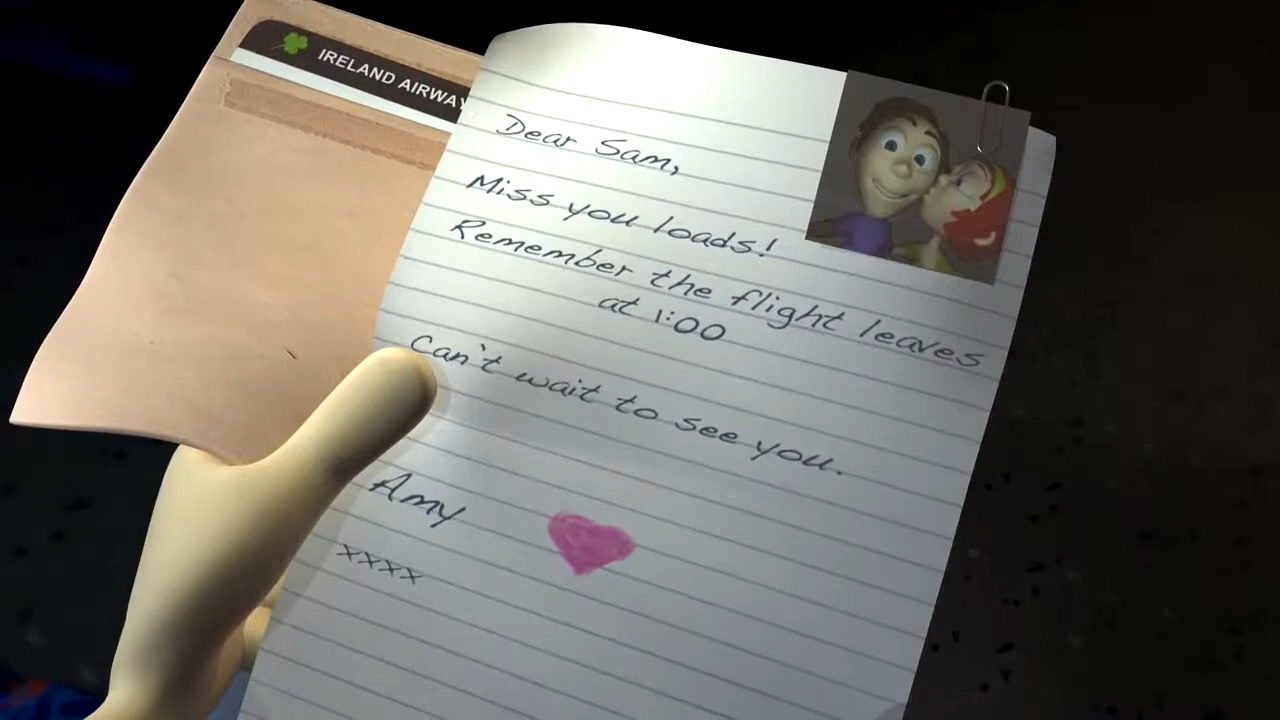 IRELAND AIRWAY
Dear Sam,
Miss you loads!
Remember the flight leaves
at 1:00
Can't wait to see you.
Amy
xxxx